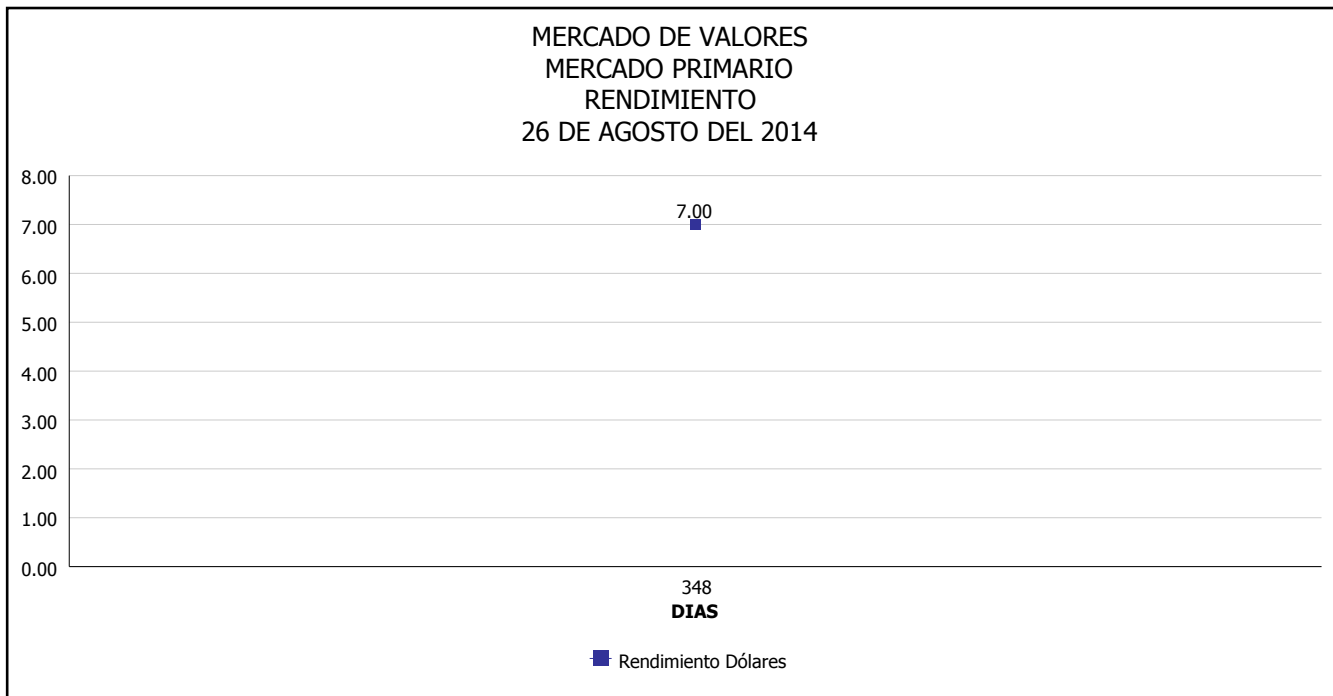 MERCADO DE VALORES
MERCADO PRIMARIO
RENDIMIENTO
26 DE AGOSTO DEL 2014
8.00
7.00
7.00
6.00
5.00
4.00
3.00
2.00
1.00
0.00
348
DIAS
Rendimiento Dólares